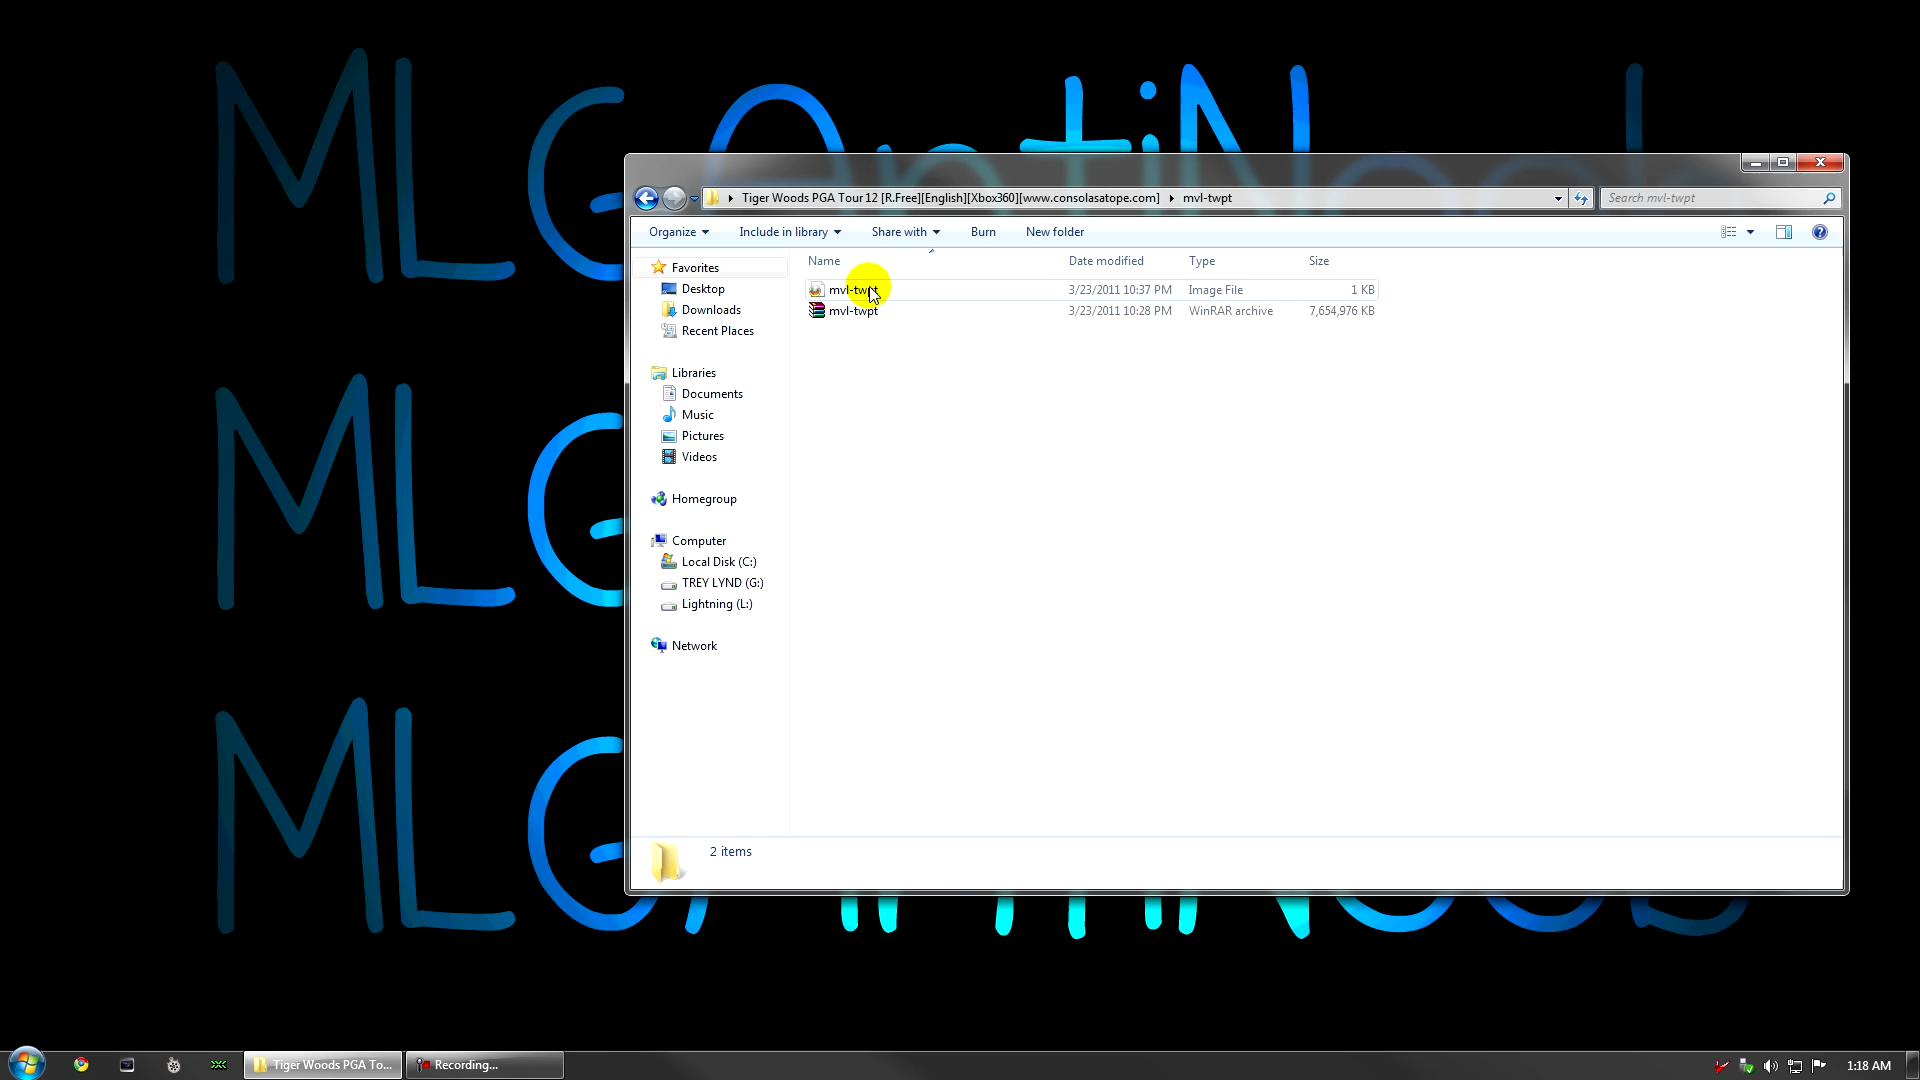 MLGAntiNoob
Tiger Woods PGA Tour 12 [R.Free][English][Xbox360][www.consolasatope.com] mvl-twpt
Search mvl-twpt
Organize Include in library Share with Burn New folder
Name Date modified Type Size
mvl-twpt 3/23/2011 10:37 PM Image File 1 KB
mvl-twpt 3/23/2011 10:28 PM WinRAR archive 7,654,976 KB
Favorites
Desktop
Downloads
Recent Places
Libraries
Documents
Music
Pictures
Videos
Homegroup
Computer
Local Disk (C:)
TREY LYND (G:)
Lightning (L:)
Network
2 items
MLG
MLG
Tiger Woods PGA To...
Recording...
1:18 AM